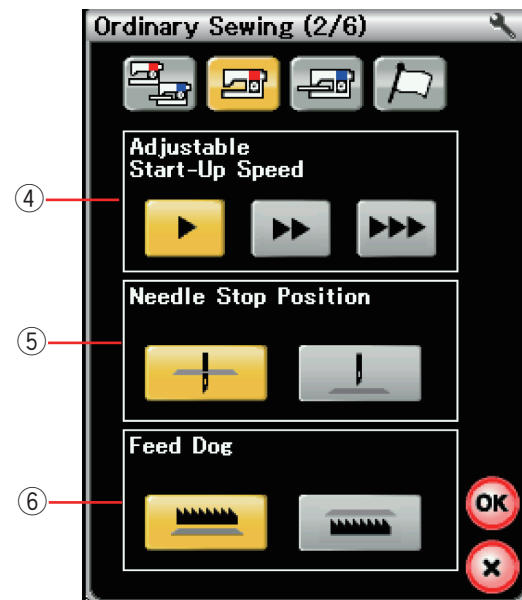 Ordinary Sewing (2/6)
Adjustable
Start-Up Speed
④
Needle Stop Position
⑤
Feed Dog
⑥
OK